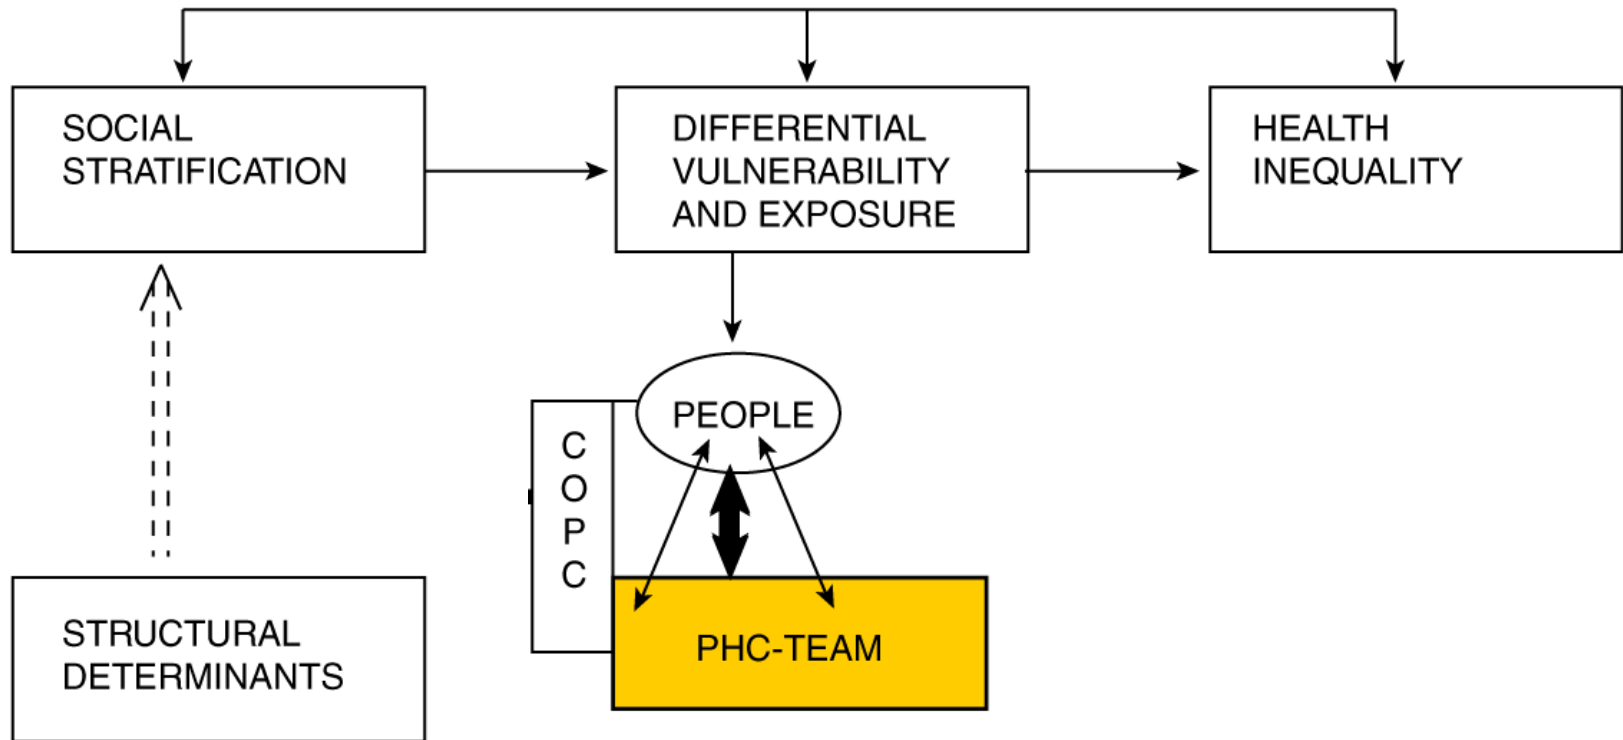 SOCIAL
STRATIFICATION
DIFFERENTIAL
VULNERABILITY
AND EXPOSURE
HEALTH
INEQUALITY
PEOPLE
C
O
P
C
STRUCTURAL
DETERMINANTS
PHC-TEAM